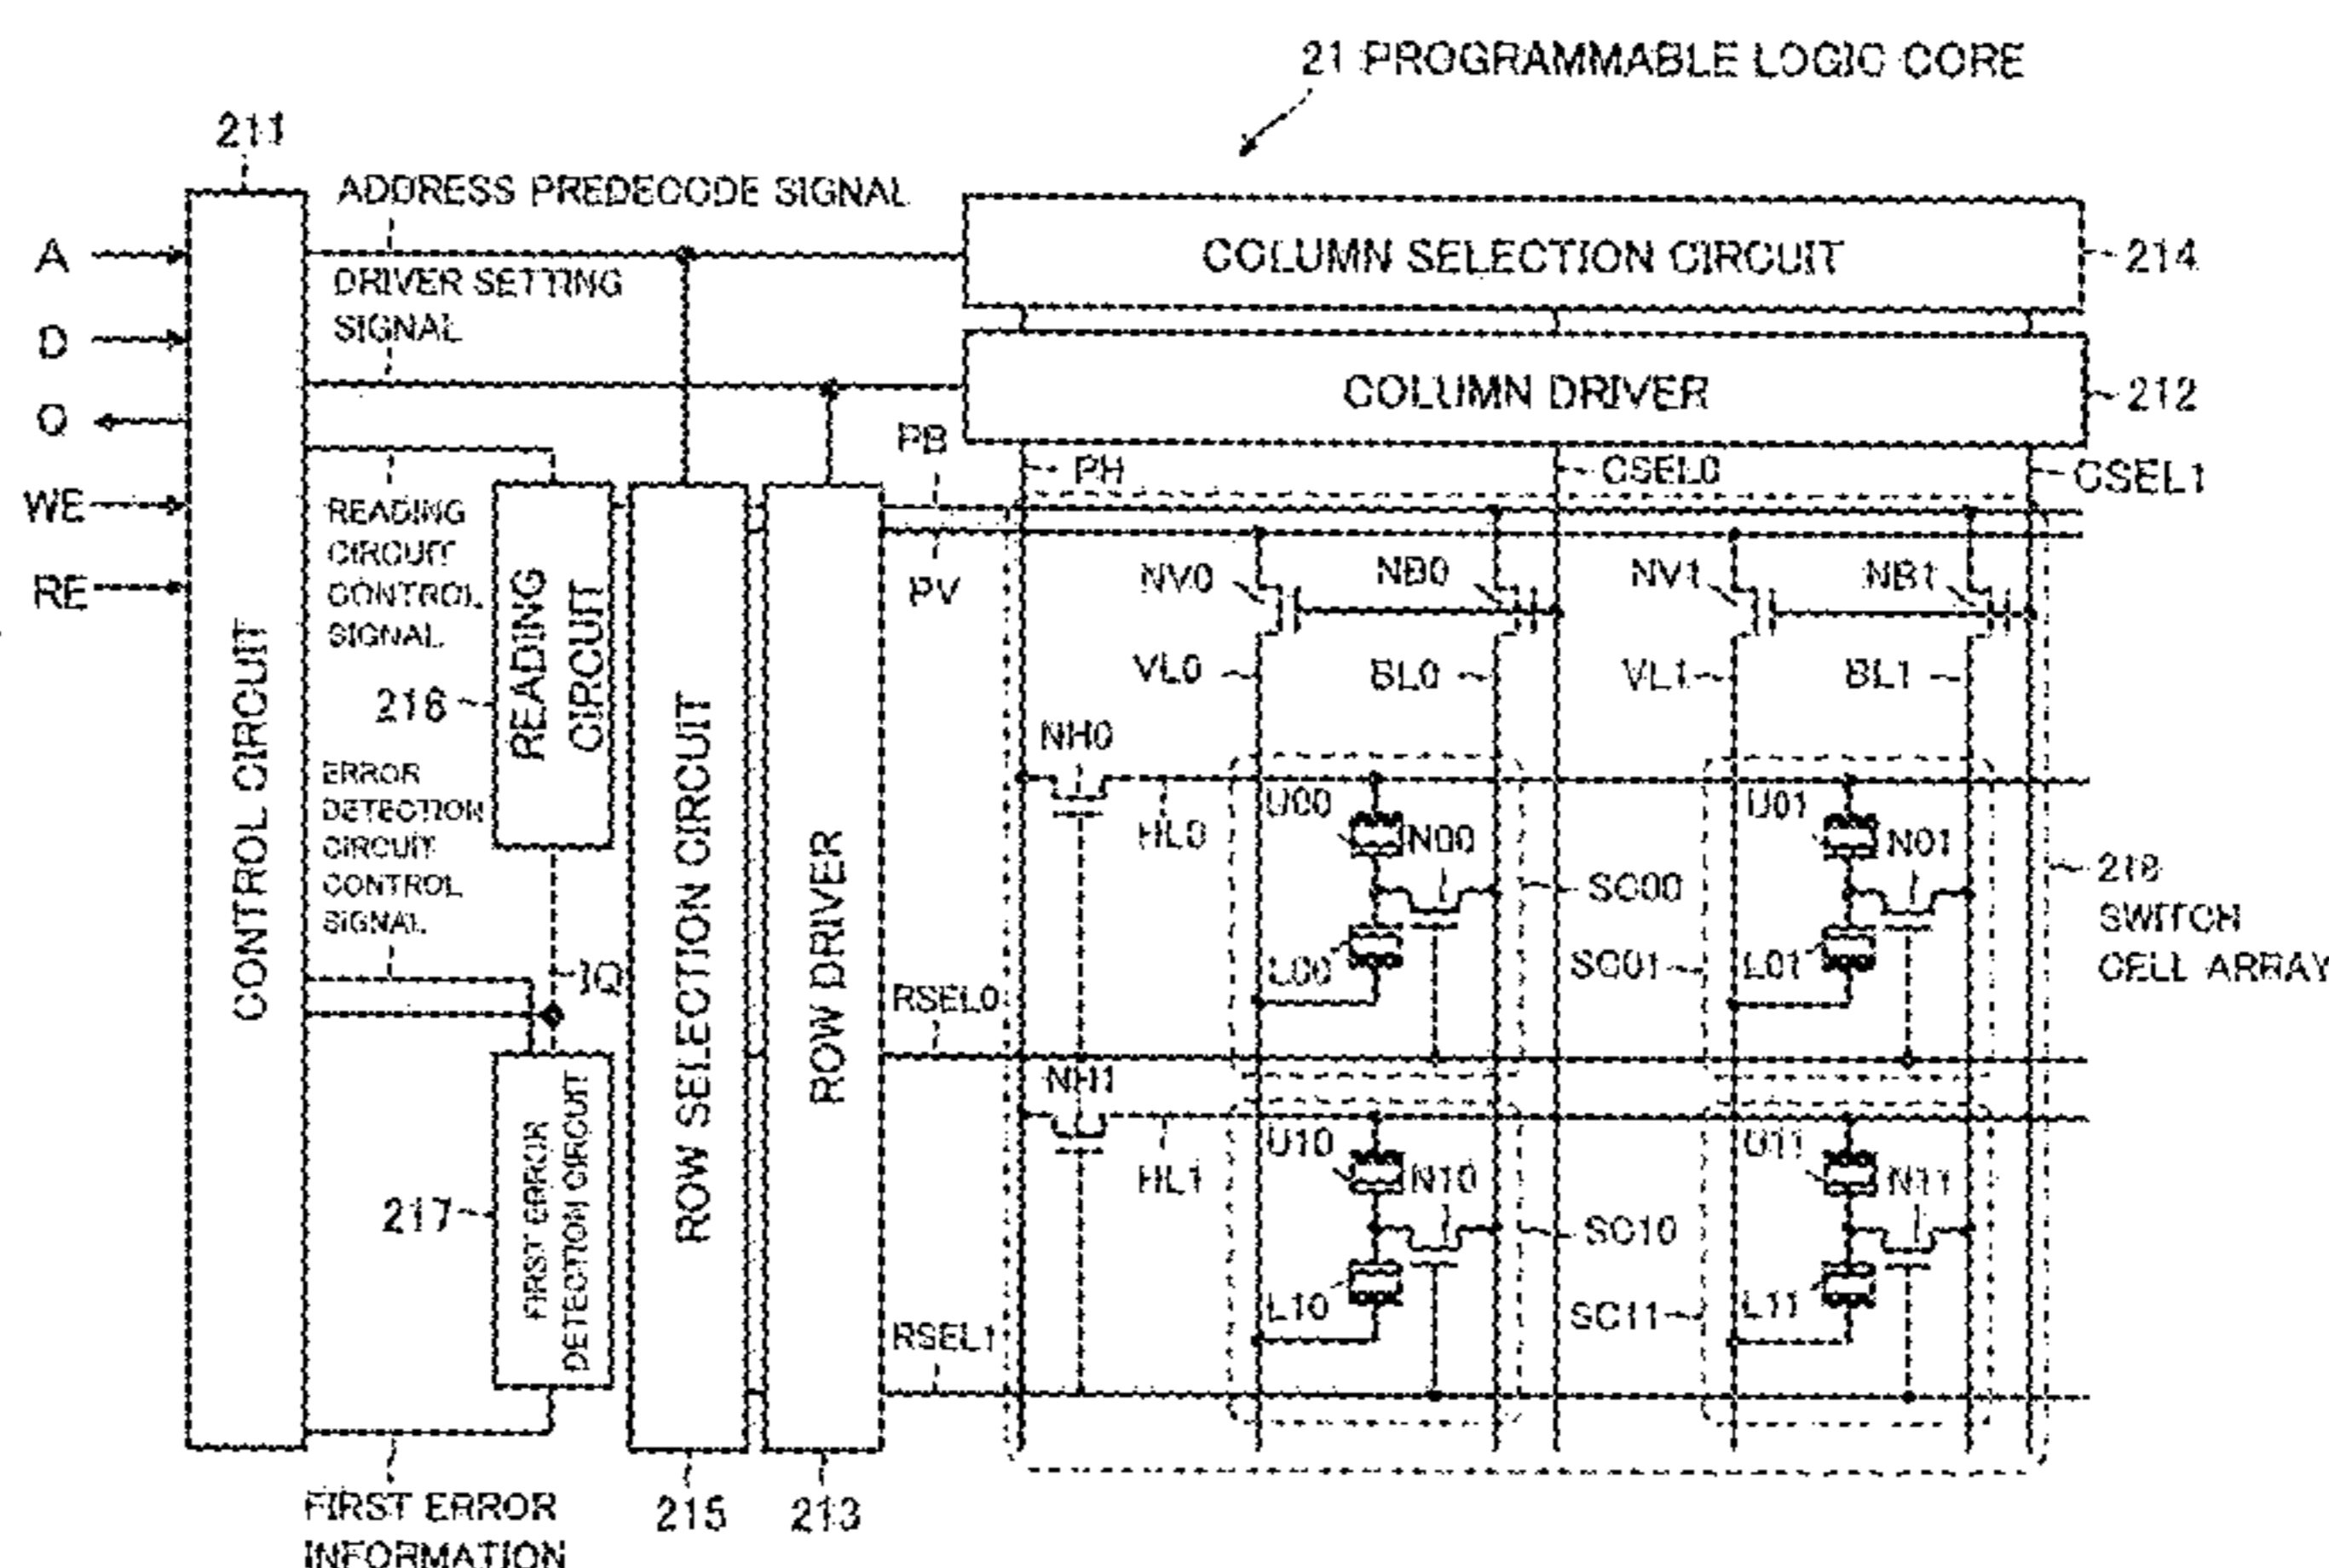 21 PROGRAMMABLE LOGIC CORE
211
ADDRESS PREDECODE SIGNAL
A
COLUMN SELECTION CIRCUIT
214
DRIVER SETTING
SIGNAL
D
COLUMN DRIVER
212
Q
PB
PH
CSEL0
CSEL1
WE
READING
CIRCUIT
CONTROL
SIGNAL
RE
PV
NV0
NB0
NV1
NB1
READING
CIRCUIT
216
VL0
BL0
VL1
BL1
CONTROL CIRCUIT
ROW SELECTION CIRCUIT
ROW DRIVER
NH0
ERROR
DETECTION
CIRCUIT
CONTROL
SIGNAL
HL0
U00
N00
U01
N01
SC00
218
SWITCH
CELL ARRAY
L00
SC01
L01
IQ
RSEL0
NH1
FIRST ERROR
DETECTION CIRCUIT
217
HL1
U10
N10
U11
N11
SC10
L10
SC11
L11
RSEL1
FIRST ERROR
INFORMATION
215
213